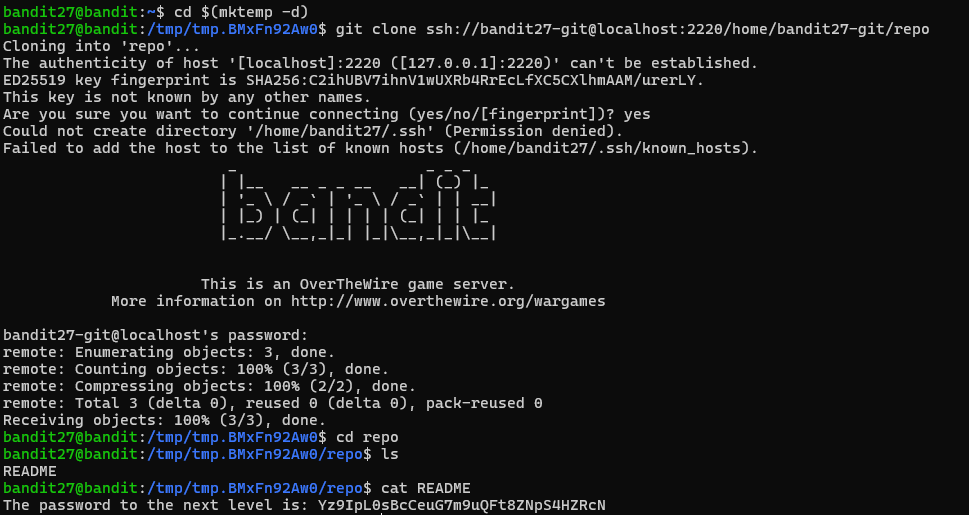 bandit27@bandit:~$ cd $(mktemp -d)
bandit27@bandit:/tmp/tmp.BMxFn92Aw0$ git clone ssh://bandit27-git@localhost:2220/home/bandit27-git/repo
Cloning into 'repo'...
The authenticity of host '[localhost]:2220 ([127.0.0.1]:2220)' can't be established.
ED25519 key fingerprint is SHA256:C2ihUBV7ihnV1wUXRb4RrEcLfXC5CXlhmAAM/urerLY.
This key is not known by any other names.
Are you sure you want to continue connecting (yes/no/[fingerprint])? yes
Could not create directory '/home/bandit27/.ssh' (Permission denied).
Failed to add the host to the list of known hosts (/home/bandit27/.ssh/known_hosts).
bandit
This is an OverTheWire game server.
More information on http://www.overthewire.org/wargames
bandit27-git@localhost's password:
remote: Enumerating objects: 3, done.
remote: Counting objects: 100% (3/3), done.
remote: Compressing objects: 100% (2/2), done.
remote: Total 3 (delta 0), reused 0 (delta 0), pack-reused 0
Receiving objects: 100% (3/3), done.
bandit27@bandit:/tmp/tmp.BMxFn92Aw0$ cd repo
bandit27@bandit:/tmp/tmp.BMxFn92Aw0/repo$ ls
README
bandit27@bandit:/tmp/tmp.BMxFn92Aw0/repo$ cat README
The password to the next level is: Yz9IpL0sBcCeuG7m9uQFt8ZNpS4HZRcN